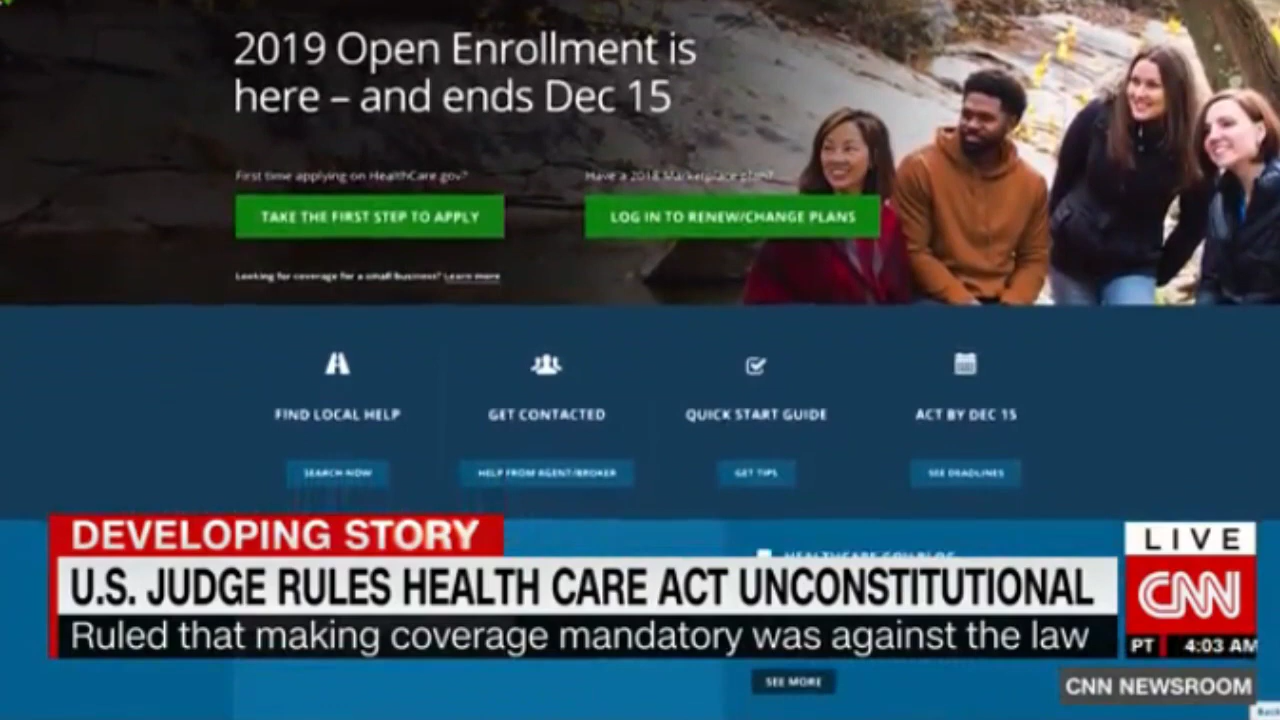 2019 Open Enrollment is
here – and ends Dec 15
First time applying on HealthCare.gov?
Have a 2018 Marketplace plan?
TAKE THE FIRST STEP TO APPLY
LOG IN TO RENEW/CHANGE PLANS
Looking for coverage for a small business? Learn more
FIND LOCAL HELP
GET CONTACTED
QUICK START GUIDE
ACT BY DEC 15
SEARCH NOW
HELP FROM AGENT/BROKER
GET TIPS
SEE DEADLINES
DEVELOPING STORY
HEALTHCARE.GOV BLOG
LIVE
U.S. JUDGE RULES HEALTH CARE ACT UNCONSTITUTIONAL
CNN
Ruled that making coverage mandatory was against the law
PT 4:03 AM
SEE MORE
CNN NEWSROOM